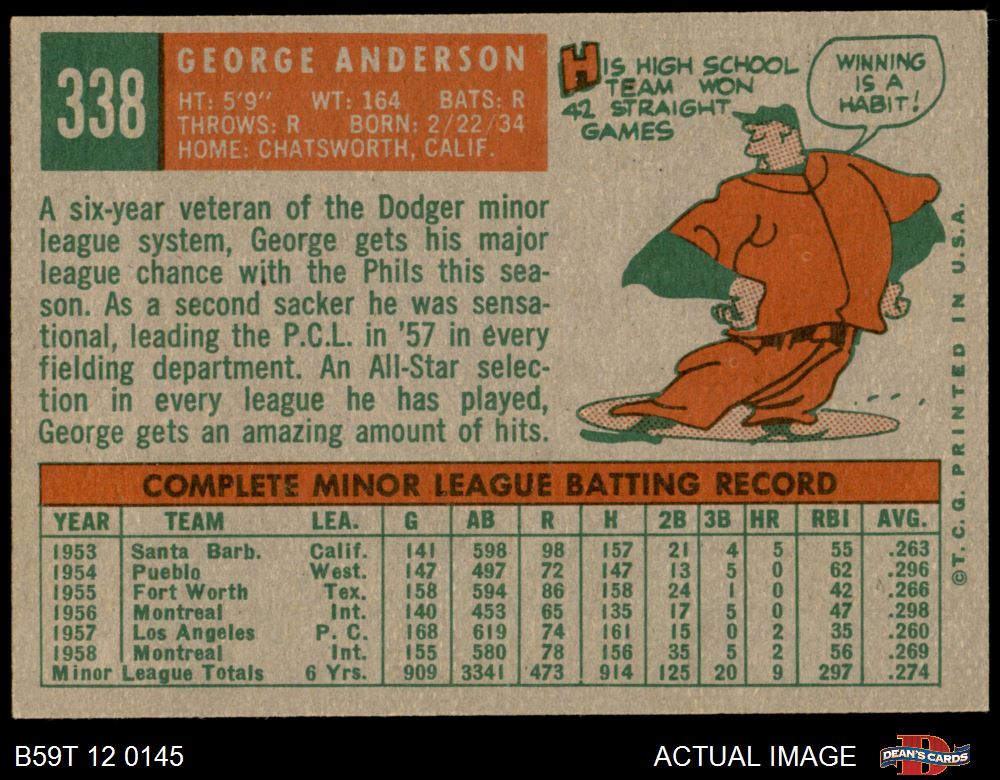 338
GEORGE ANDERSON
HT: 5'9" WT: 164 BATS: R
THROWS: R BORN: 2/22/34
HOME: CHATSWORTH, CALIF.
HIS HIGH SCHOOL
TEAM WON
42 STRAIGHT
GAMES
WINNING
IS A
HABIT!
A six-year veteran of the Dodger minor
league system, George gets his major
league chance with the Phils this sea-
son. As a second sacker he was sensa-
tional, leading the P.C.L. in '57 in every
fielding department. An All-Star selec-
tion in every league he has played,
George gets an amazing amount of hits.
COMPLETE MINOR LEAGUE BATTING RECORD
YEAR TEAM LEA. G AB R H 2B 3B HR RBI AVG.
1953 Santa Barb. Calif. 141 598 98 157 21 4 5 55 .263
1954 Pueblo West. 147 497 72 147 13 5 0 62 .296
1955 Fort Worth Tex. 158 594 86 158 24 1 0 42 .266
1956 Montreal Int. 140 453 65 135 17 5 0 47 .298
1957 Los Angeles P. C. 168 619 74 161 15 0 2 35 .260
1958 Montreal Int. 155 580 78 156 35 5 2 56 .269
Minor League Totals 6 Yrs. 909 3341 473 914 125 20 9 297 .274
©T. C. G. PRINTED IN U.S.A.
B59T 12 0145
ACTUAL IMAGE
D
DEAN'S CARDS